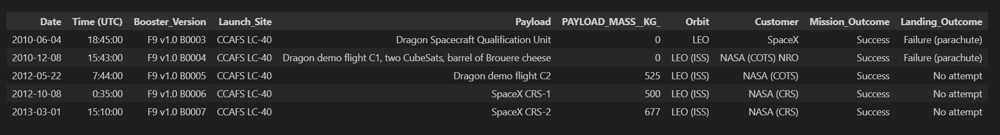 Date Time (UTC) Booster_Version Launch_Site Payload PAYLOAD_MASS__KG_ Orbit Customer Mission_Outcome Landing_Outcome
2010-06-04 18:45:00 F9 v1.0 B0003 CCAFS LC-40 Dragon Spacecraft Qualification Unit 0 LEO SpaceX Success Failure (parachute)
2010-12-08 15:43:00 F9 v1.0 B0004 CCAFS LC-40 Dragon demo flight C1, two CubeSats, barrel of Brouere cheese 0 LEO (ISS) NASA (COTS) NRO Success Failure (parachute)
2012-05-22 7:44:00 F9 v1.0 B0005 CCAFS LC-40 Dragon demo flight C2 525 LEO (ISS) NASA (COTS) Success No attempt
2012-10-08 0:35:00 F9 v1.0 B0006 CCAFS LC-40 SpaceX CRS-1 500 LEO (ISS) NASA (CRS) Success No attempt
2013-03-01 15:10:00 F9 v1.0 B0007 CCAFS LC-40 SpaceX CRS-2 677 LEO (ISS) NASA (CRS) Success No attempt